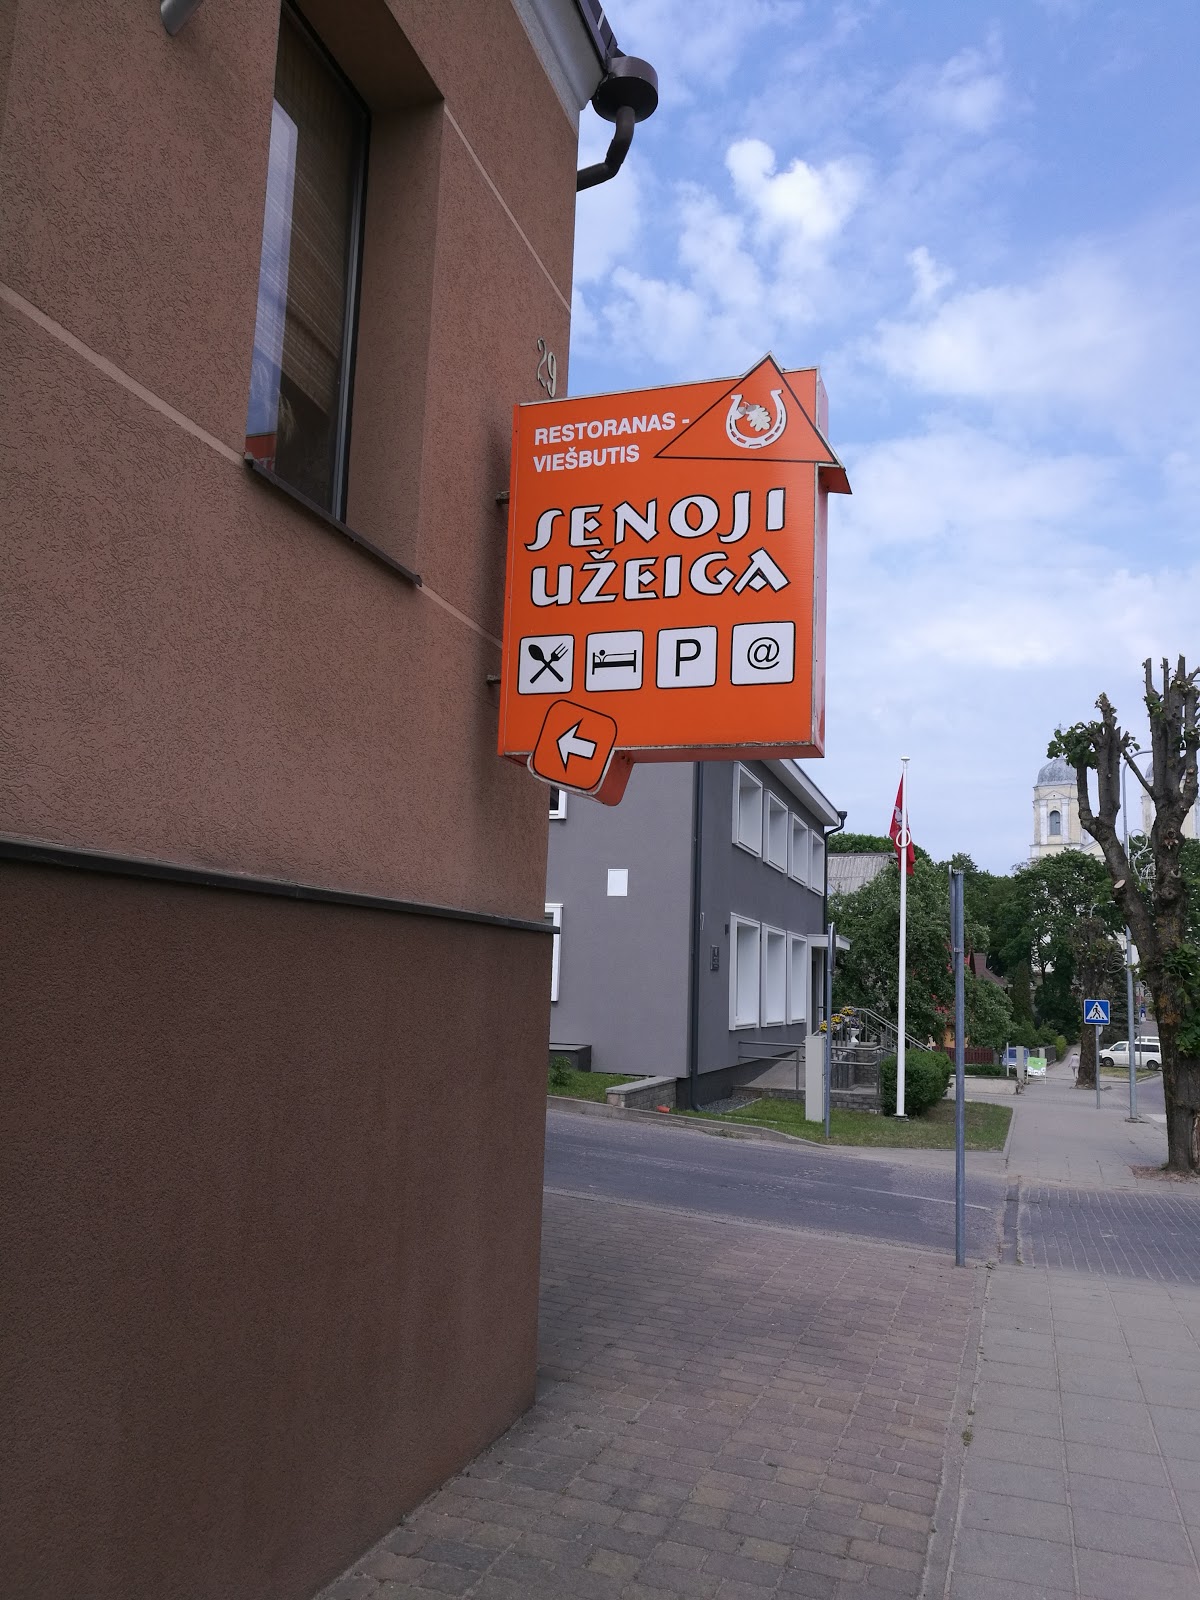 29
RESTORANAS -
VIEŠBUTIS
SENOJI
UŽEIGA
P
@